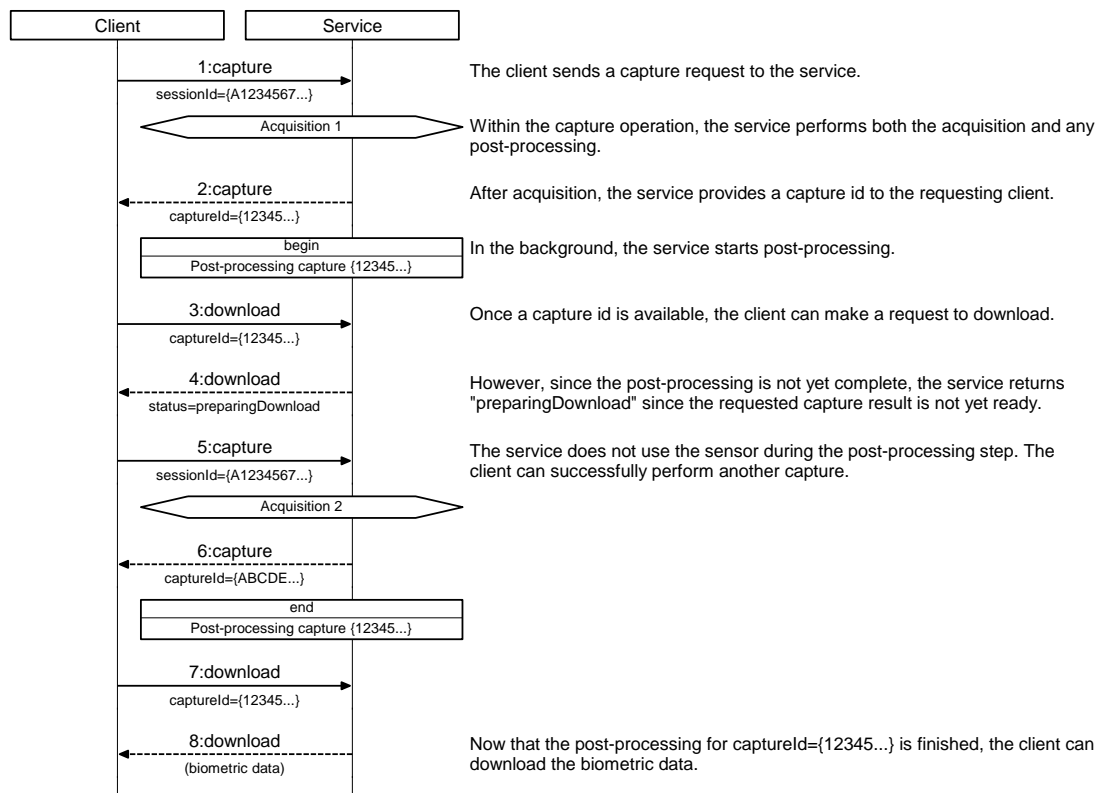 Client Service
1:capture
The client sends a capture request to the service.
sessionId={A1234567...}
Acquisition 1
Within the capture operation, the service performs both the acquisition and any
post-processing.
2:capture
After acquisition, the service provides a capture id to the requesting client.
captureId={12345...}
begin
In the background, the service starts post-processing.
Post-processing capture {12345...}
3:download
Once a capture id is available, the client can make a request to download.
captureId={12345...}
4:download
However, since the post-processing is not yet complete, the service returns
status=preparingDownload
"preparingDownload" since the requested capture result is not yet ready.
5:capture
The service does not use the sensor during the post-processing step. The
sessionId={A1234567...}
client can successfully perform another capture.
Acquisition 2
6:capture
captureId={ABCDE...}
end
Post-processing capture {12345...}
7:download
captureId={12345...}
8:download
Now that the post-processing for captureId={12345...} is finished, the client can
(biometric data)
download the biometric data.